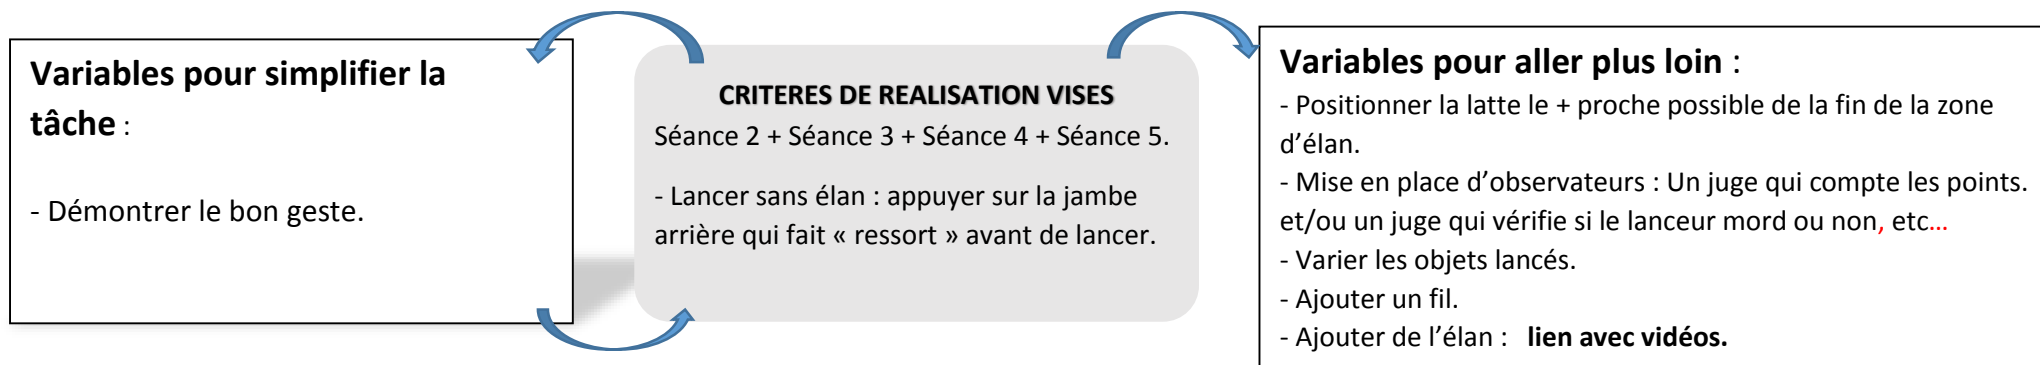 Variables pour simplifier la
tâche :
- Démontrer le bon geste.
CRITERES DE REALISATION VISES
Séance 2 + Séance 3 + Séance 4 + Séance 5.
- Lancer sans élan : appuyer sur la jambe
arrière qui fait « ressort » avant de lancer.
Variables pour aller plus loin :
- Positionner la latte le + proche possible de la fin de la zone
d’élan.
- Mise en place d’observateurs : Un juge qui compte les points.
et/ou un juge qui vérifie si le lanceur mord ou non, etc…
- Varier les objets lancés.
- Ajouter un fil.
- Ajouter de l’élan : lien avec vidéos.